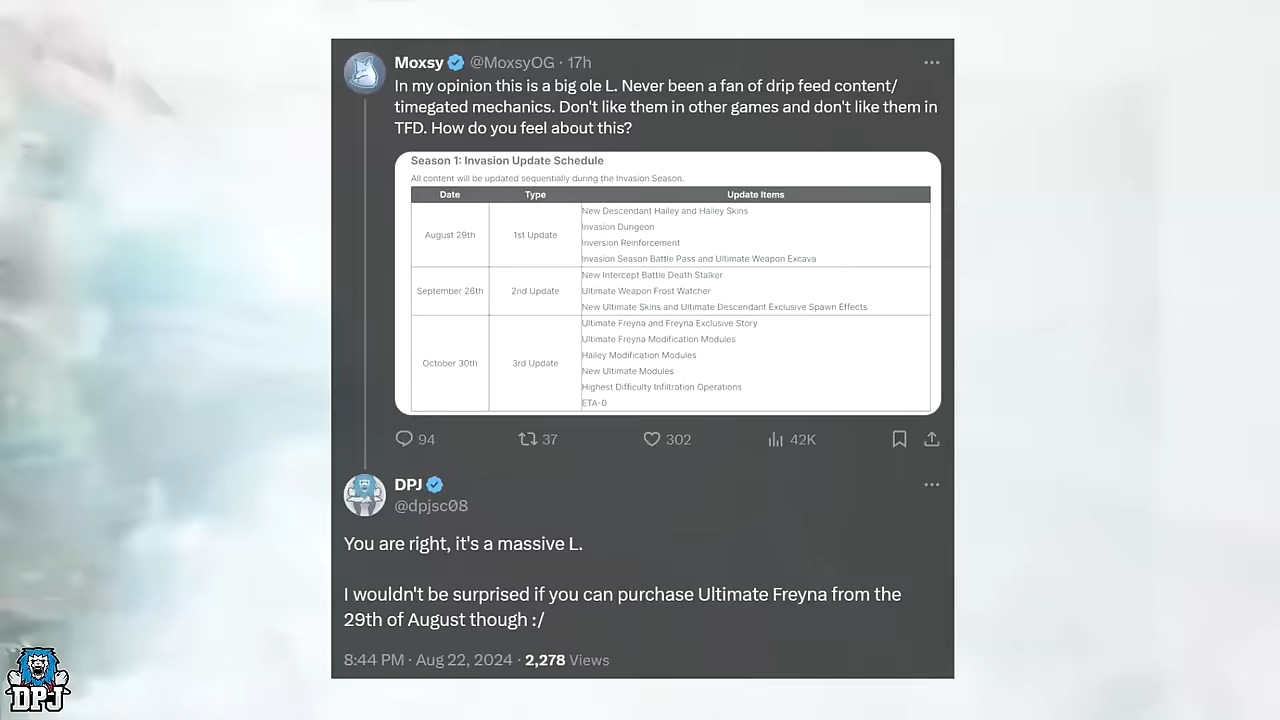 Moxsy @MoxsyOG · 17h
In my opinion this is a big ole L. Never been a fan of drip feed content/
timegated mechanics. Don't like them in other games and don't like them in
TFD. How do you feel about this?
Season 1: Invasion Update Schedule
All content will be updated sequentially during the Invasion Season.
Date Type Update Items
New Descendant Hailey and Hailey Skins
Invasion Dungeon
August 29th 1st Update
Inversion Reinforcement
Invasion Season Battle Pass and Ultimate Weapon Excava
New Intercept Battle Death Stalker
September 26th 2nd Update Ultimate Weapon Frost Watcher
New Ultimate Skins and Ultimate Descendant Exclusive Spawn Effects
Ultimate Freyna and Freyna Exclusive Story
Ultimate Freyna Modification Modules
Hailey Modification Modules
October 30th 3rd Update
New Ultimate Modules
Highest Difficulty Infiltration Operations
ETA-0
94 37 302 42K
DPJ
@dpjsc08
You are right, it's a massive L.
I wouldn't be surprised if you can purchase Ultimate Freyna from the
29th of August though :/
8:44 PM · Aug 22, 2024 · 2,278 Views
DPJ